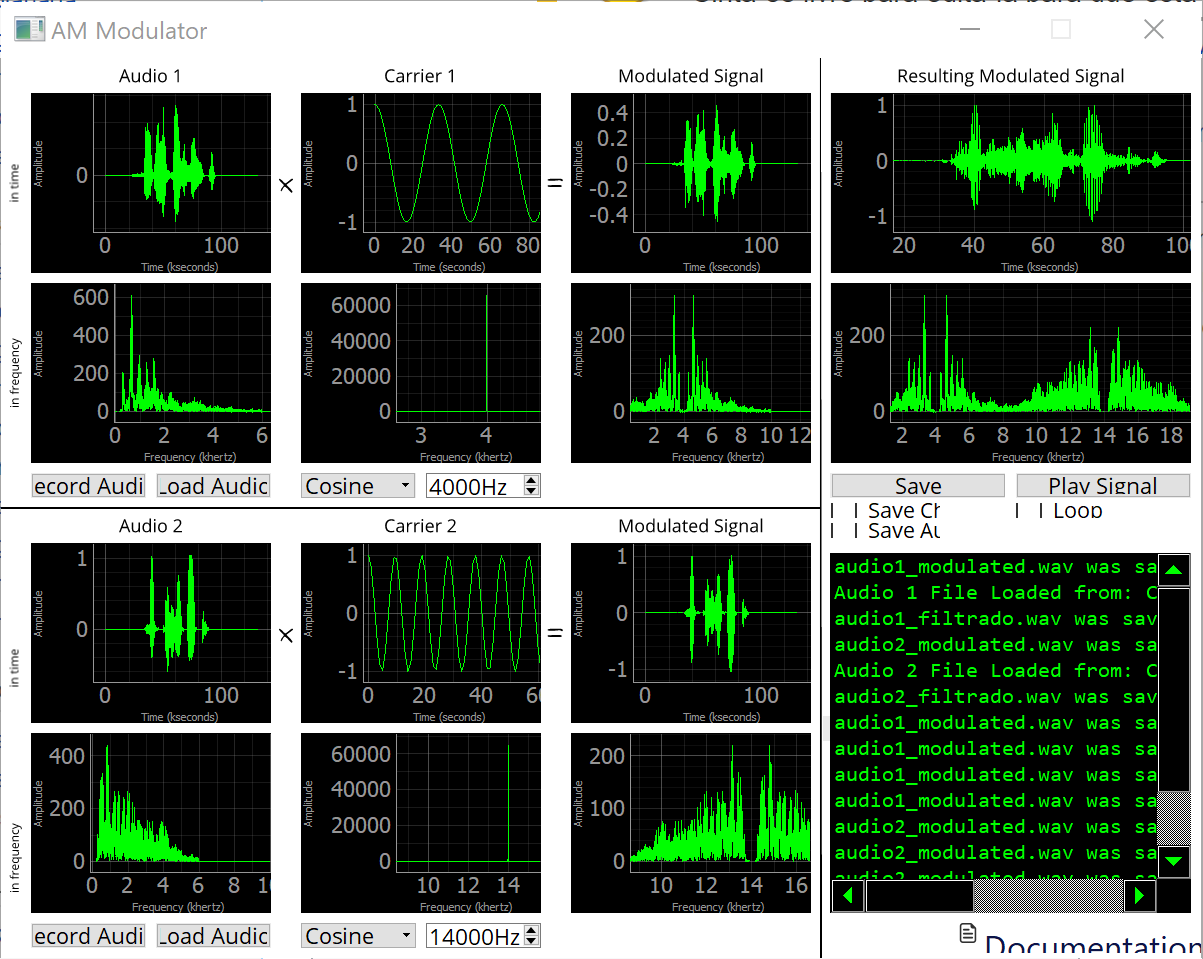 AM Modulator
Audio 1
Carrier 1
Modulated Signal
Resulting Modulated Signal
in time
Amplitude
0
0 100
Time (kseconds)
×
Amplitude
1
0
-1
0 20 40 60 80
Time (seconds)
=
Amplitude
0.4
0.2
0
-0.2
-0.4
0 100
Time (kseconds)
Amplitude
1
0
-1
20 40 60 80 10
Time (kseconds)
in frequency
Amplitude
600
400
200
0
0 2 4 6
Frequency (khertz)
Amplitude
60000
40000
20000
0
3 4
Frequency (khertz)
Amplitude
200
0
2 4 6 8 10 12
Frequency (khertz)
Amplitude
200
0
2 4 6 8 10 12 14 16 18
Frequency (khertz)
ecord Audi
Load Audio
Cosine
4000Hz
Save
Play Signal
Save Ch
Loop
Save Au
Audio 2
Carrier 2
Modulated Signal
in time
Amplitude
1
0
0 100
Time (kseconds)
×
Amplitude
1
0
-1
0 20 40 60
Time (seconds)
=
Amplitude
1
0
-1
0 100
Time (kseconds)
in frequency
Amplitude
400
200
0
0 2 4 6 8 10
Frequency (khertz)
Amplitude
60000
40000
20000
0
10 12 14
Frequency (khertz)
Amplitude
200
100
0
10 12 14 16
Frequency (khertz)
ecord Audi
Load Audio
Cosine
14000Hz
audio1_modulated.wav was sa
Audio 1 File Loaded from: C
audio1_filtrado.wav was sav
audio2_modulated.wav was sa
Audio 2 File Loaded from: C
audio2_filtrado.wav was sav
audio1_modulated.wav was sa
audio1_modulated.wav was sa
audio1_modulated.wav was sa
audio1_modulated.wav was sa
audio2_modulated.wav was sa
audio2_modulated.wav was sa
audio2_modulated.wav was sa
Documentation